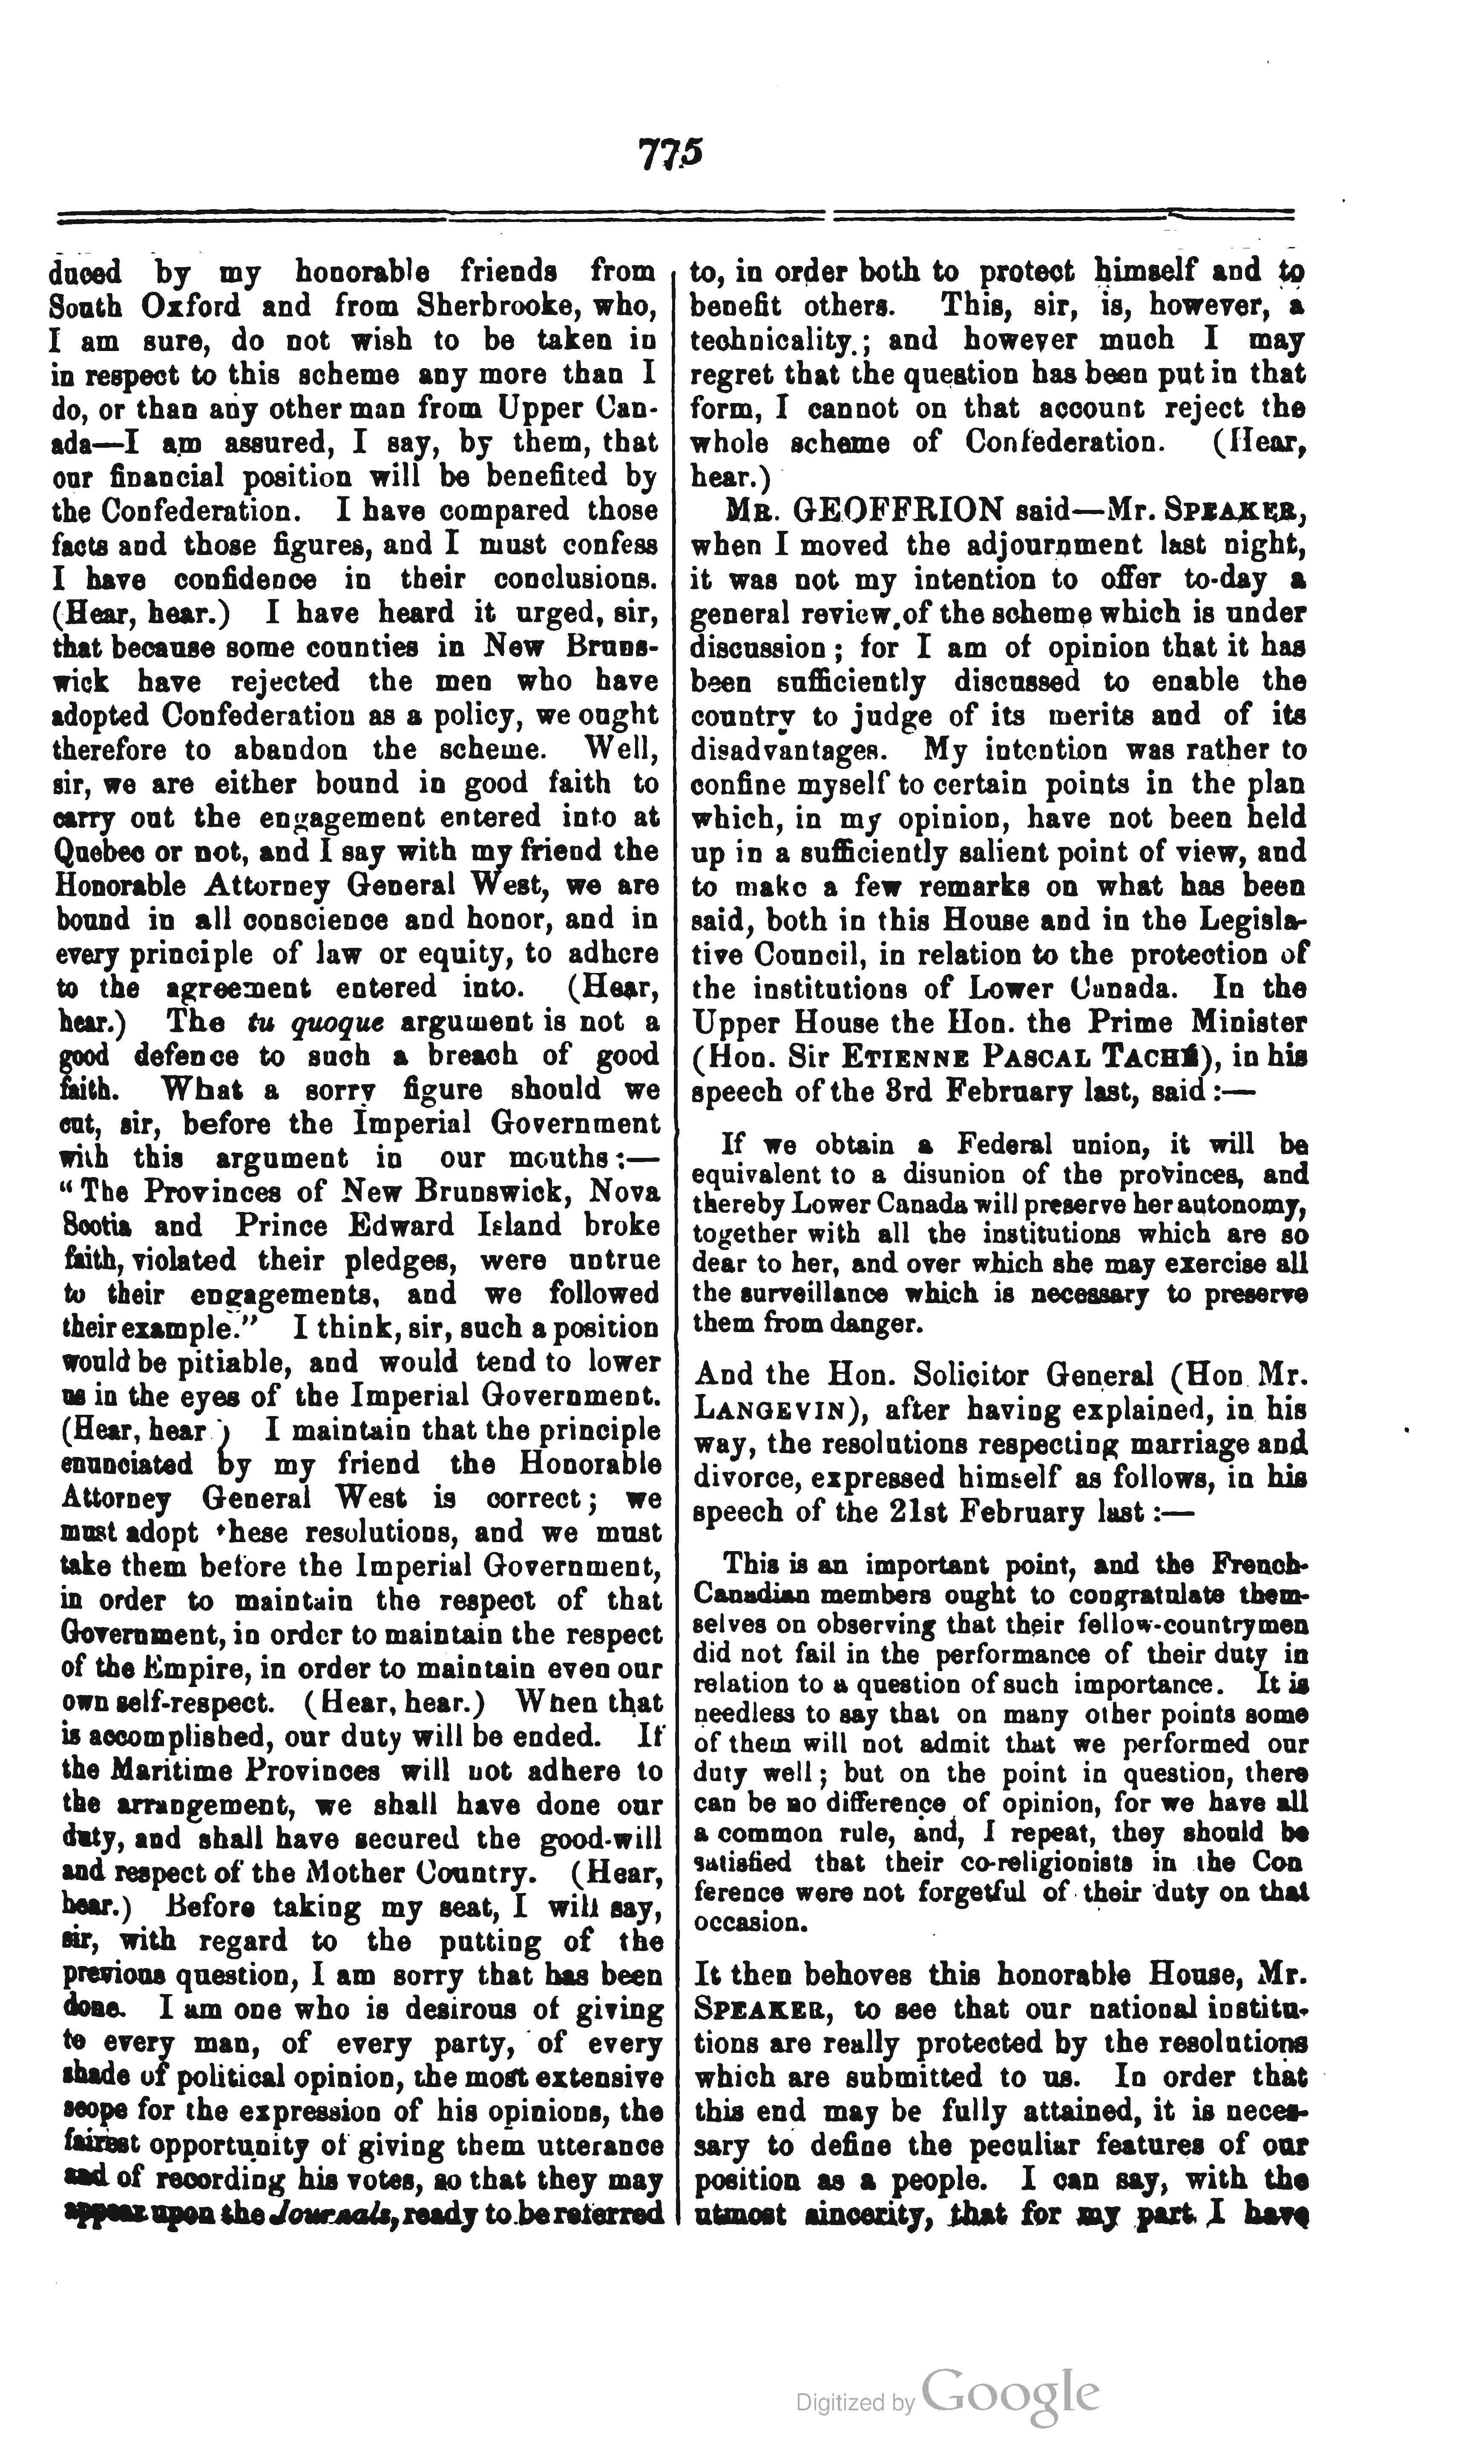 775
duced by my honorable friends from
South Oxford and from Sherbrooke, who,
I am sure, do not wish to be taken in
in respect to this scheme any more than I
do, or than any other man from Upper Can-
ada—I am assured, I say, by them, that
our financial position will be benefited by
the Confederation. I have compared those
facts and those figures, and I must confess
I have confidence in their conclusions.
(Hear, hear.) I have heard it urged, sir,
that because some counties in New Bruns-
wick have rejected the men who have
adopted Confederation as a policy, we ought
therefore to abandon the scheme. Well,
sir, we are either bound in good faith to
carry out the engagement entered into at
Quebec or not, and I say with my friend the
Honorable Attorney General West, we are
bound in all conscience and honor, and in
every principle of law or equity, to adhere
to the agreement entered into. (Hear,
hear.) The tu quoque argument is not a
good defence to such a breach of good
faith. What a sorry figure should we
cut, sir, before the Imperial Government
with this argument in our mouths:—
"The Provinces of New Brunswick, Nova
Scotia and Prince Edward Island broke
faith, violated their pledges, were untrue
to their engagements, and we followed
their example." I think, sir, such a position
would be pitiable, and would tend to lower
us in the eyes of the Imperial Government.
(Hear, hear.) I maintain that the principle
enunciated by my friend the Honorable
Attorney General West is correct; we
must adopt these resolutions, and we must
take them before the Imperial Government,
in order to maintain the respect of that
Government, in order to maintain the respect
of the Empire, in order to maintain even our
own self-respect. (Hear, hear.) When that
is accomplished, our duty will be ended. If
the Maritime Provinces will not adhere to
the arrangement, we shall have done our
duty, and shall have secured the good-will
and respect of the Mother Country. (Hear,
hear.) Before taking my seat, I will say,
sir, with regard to the putting of the
previous question, I am sorry that has been
done. I am one who is desirous of giving
to every man, of every party, of every
shade of political opinion, the most extensive
scope for the expression of his opinions, the
fairest opportunity of giving them utterance
and of recording his votes, so that they may
appear upon the Journals, ready to be referred
to, in order both to protect himself and to
benefit others. This, sir, is, however, a
technicality; and however much I may
regret that the question has been put in that
form, I cannot on that account reject the
whole scheme of Confederation. (Hear,
hear.)
MR. GEOFFRION said—Mr. SPEAKER,
when I moved the adjournment last night,
it was not my intention to offer to-day a
general review of the scheme which is under
discussion; for I am of opinion that it has
been sufficiently discussed to enable the
country to judge of its merits and of its
disadvantages. My intention was rather to
confine myself to certain points in the plan
which, in my opinion, have not been held
up in a sufficiently salient point of view, and
to make a few remarks on what has been
said, both in this House and in the Legisla-
tive Council, in relation to the protection of
the institutions of Lower Canada. In the
Upper House the Hon. the Prime Minister
(Hon. Sir ETIENNE PASCAL TACHÉ), in his
speech of the 3rd February last, said:—
If we obtain a Federal union, it will be
equivalent to a disunion of the provinces, and
thereby Lower Canada will preserve her autonomy,
together with all the institutions which are so
dear to her, and over which she may exercise all
the surveillance which is necessary to preserve
them from danger.
And the Hon. Solicitor General (Hon Mr.
LANGEVIN), after having explained, in his
way, the resolutions respecting marriage and
divorce, expressed himself as follows, in his
speech of the 21st February last:—
This is an important point, and the French-
Canadian members ought to congratulate them-
selves on observing that their fellow-countrymen
did not fail in the performance of their duty in
relation to a question of such importance. It is
needless to say that on many other points some
of them will not admit that we performed our
duty well; but on the point in question, there
can be no difference of opinion, for we have all
a common rule, and, I repeat, they should be
satisfied that their co-religionists in the Con
ference were not forgetful of their duty on that
occasion.
It then behoves this honorable House, Mr.
SPEAKER, to see that our national institu-
tions are really protected by the resolutions
which are submitted to us. In order that
this end may be fully attained, it is neces-
sary to define the peculiar features of our
position as a people. I can say, with the
utmost sincerity, that for my part I have
Digitized by Google